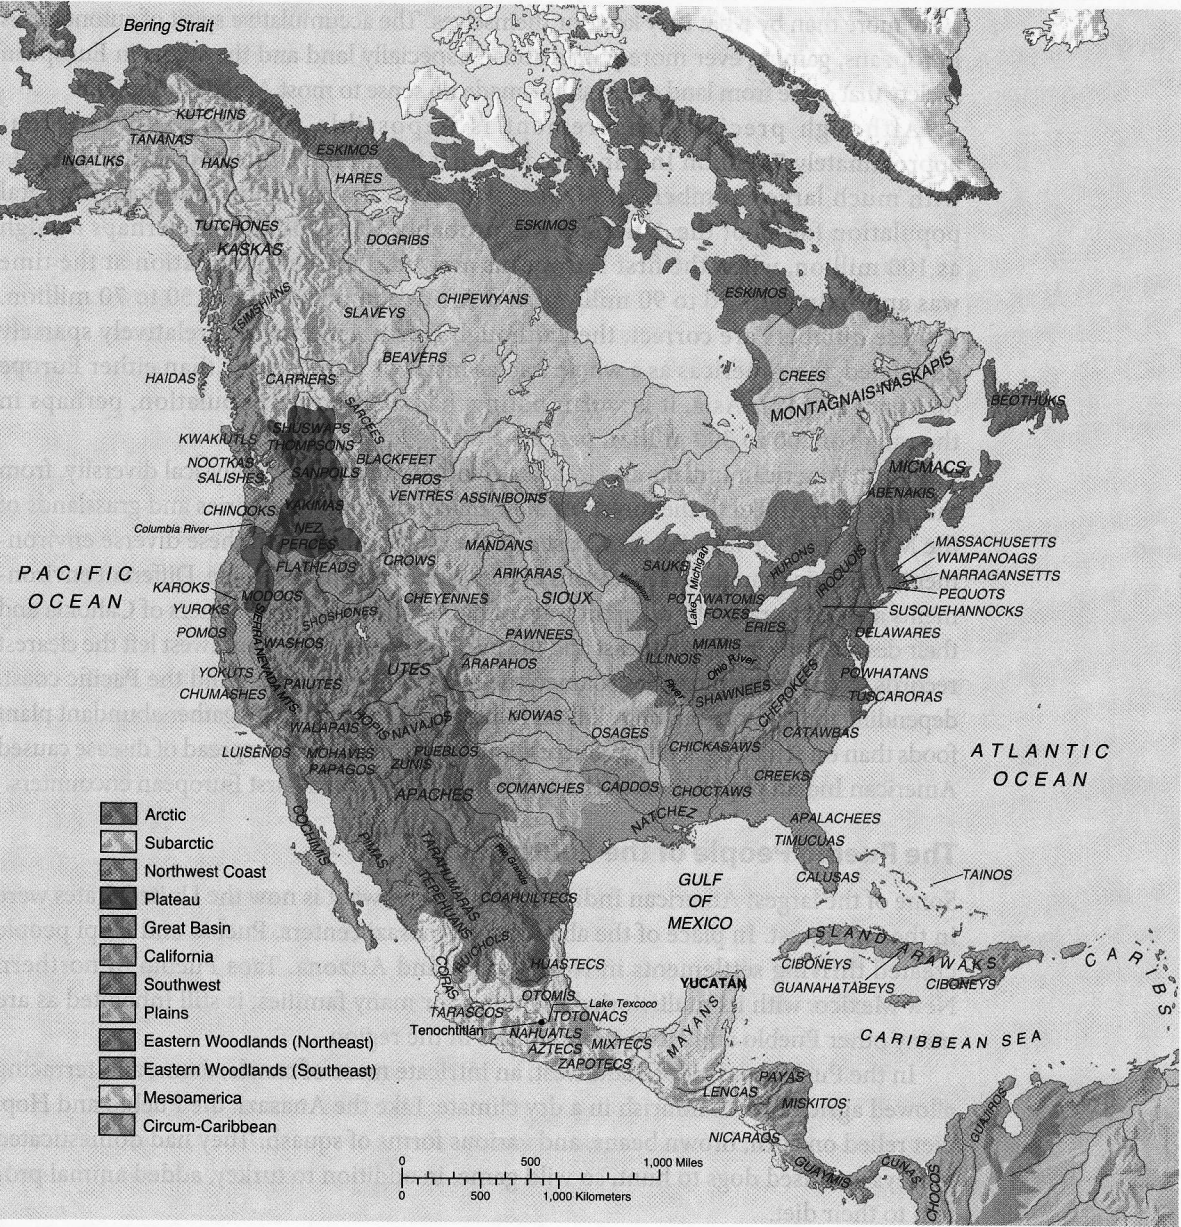 Bering Strait
KUTCHINS
TANANAS
INGALIKS
HANS
ESKIMOS
HARES
TUTCHONES
KASKAS
DOGRIBS
ESKIMOS
TSIMSHIANS
SLAVEYS
CHIPEWYANS
ESKIMOS
BEAVERS
HAIDAS
CARRIERS
CREES
MONTAGNAIS-NASKAPIS
BEOTHUKS
SARCEES
SHUSWAPS
KWAKIUTLS
THOMPSONS
NOOTKAS
SALISHES
SANPOILS
BLACKFEET
GROS
VENTRES
ASSINIBOINS
MICMACS
ABENAKIS
CHINOOKS
YAKIMAS
Columbia River
NEZ
PERCES
FLATHEADS
CROWS
MANDANS
ARIKARAS
SAUKS
Lake Michigan
HURONS
IROQUOIS
MASSACHUSETTS
WAMPANOAGS
NARRAGANSETTS
PEQUOTS
SUSQUEHANNOCKS
PACIFIC
OCEAN
KAROKS
YUROKS
MODOCS
SHOSHONES
CHEYENNES
SIOUX
Mississippi
POTAWATOMIS
FOXES
ERIES
DELAWARES
POMOS
SIERRA NEVADA MTS.
WASHOS
PAWNEES
MIAMIS
ILLINOIS
Ohio River
River
YOKUTS
CHUMASHES
PAIUTES
UTES
ARAPAHOS
SHAWNEES
CHEROKEES
POWHATANS
TUSCARORAS
WALAPAIS
HOPIS
NAVAJOS
KIOWAS
OSAGES
CHICKASAWS
CATAWBAS
LUISEÑOS
MOHAVES
PAPAGOS
PUEBLOS
ZUNIS
APACHES
COMANCHES
CADDOS
CHOCTAWS
CREEKS
ATLANTIC
OCEAN
NATCHEZ
APALACHEES
TIMUCUAS
CALUSAS
COCHIMIS
PIMAS
TARAHUMARAS
TEPEHUANS
Rio Grande
COAHUILTECS
GULF
OF
MEXICO
TAINOS
ISLAND ARAWAKS
CIBONEYS
GUANAHATABEYS
CIBONEYS
CARIBS
CORAS
HUICHOLS
HUASTECS
OTOMIS
Lake Texcoco
TARASCOS
TOTONACS
Tenochtitlán
NAHUATLS
AZTECS
MIXTECS
ZAPOTECS
YUCATÁN
MAYANS
CARIBBEAN SEA
PAYAS
LENCAS
MISKITOS
NICARAOS
GUAYMIS
CUNAS
CHOCOS
GUAJIROS
Arctic
Subarctic
Northwest Coast
Plateau
Great Basin
California
Southwest
Plains
Eastern Woodlands (Northeast)
Eastern Woodlands (Southeast)
Mesoamerica
Circum-Caribbean
0 500 1,000 Miles
0 500 1,000 Kilometers